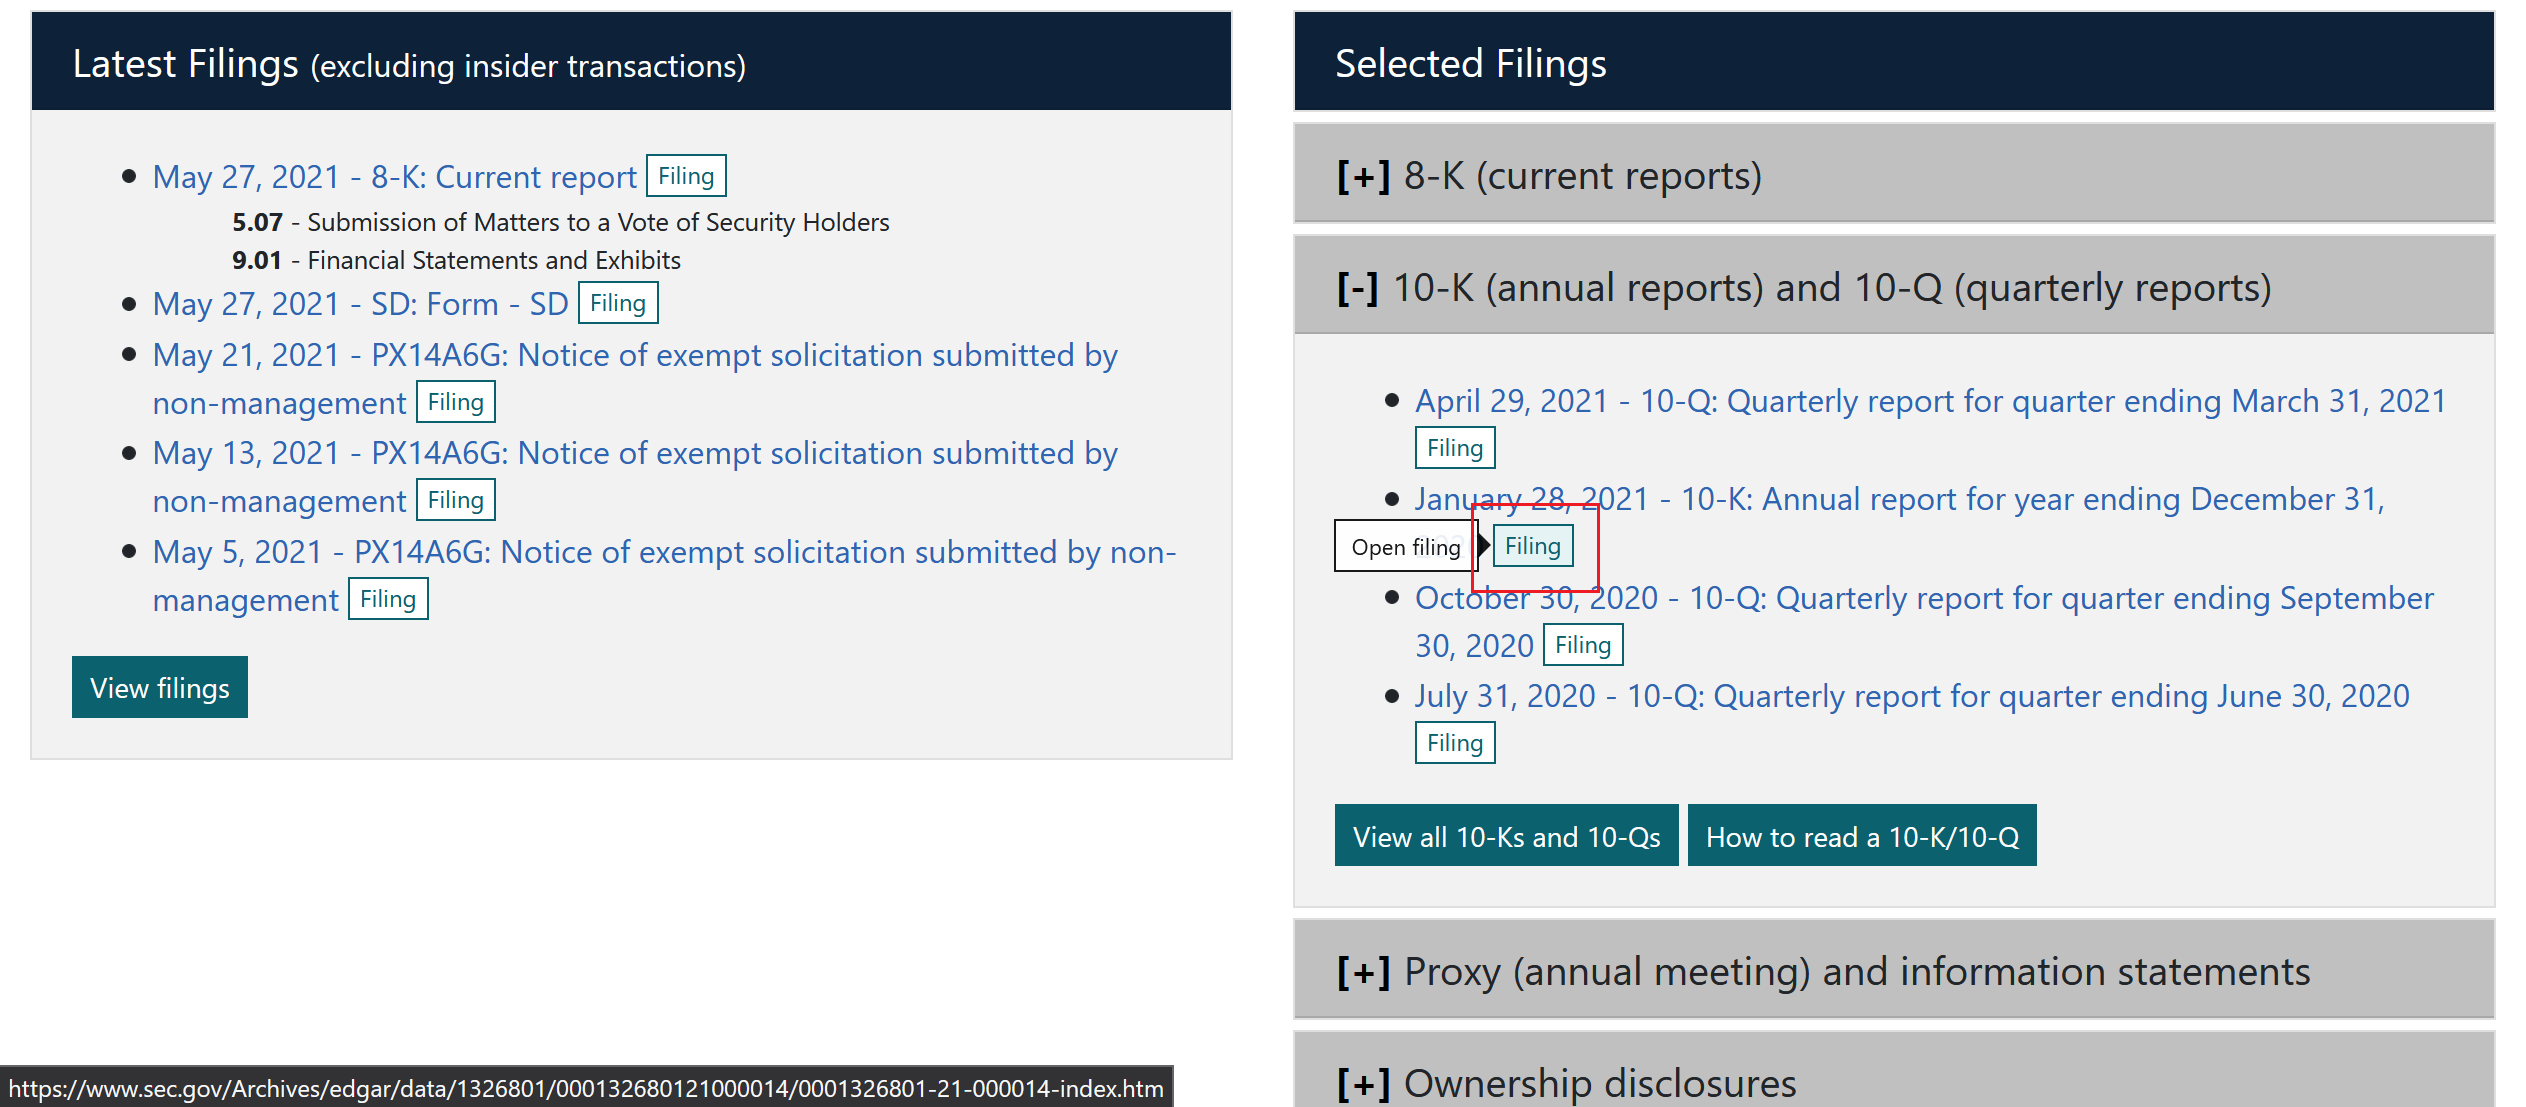 Latest Filings (excluding insider transactions)
May 27, 2021 - 8-K: Current report Filing
5.07 - Submission of Matters to a Vote of Security Holders
9.01 - Financial Statements and Exhibits
May 27, 2021 - SD: Form - SD Filing
May 21, 2021 - PX14A6G: Notice of exempt solicitation submitted by
non-management Filing
May 13, 2021 - PX14A6G: Notice of exempt solicitation submitted by
non-management Filing
May 5, 2021 - PX14A6G: Notice of exempt solicitation submitted by non-
management Filing
View filings
Selected Filings
[+] 8-K (current reports)
[-] 10-K (annual reports) and 10-Q (quarterly reports)
April 29, 2021 - 10-Q: Quarterly report for quarter ending March 31, 2021
Filing
January 28, 2021 - 10-K: Annual report for year ending December 31,
Open filing Filing
October 30, 2020 - 10-Q: Quarterly report for quarter ending September
30, 2020 Filing
July 31, 2020 - 10-Q: Quarterly report for quarter ending June 30, 2020
Filing
View all 10-Ks and 10-Qs How to read a 10-K/10-Q
[+] Proxy (annual meeting) and information statements
[+] Ownership disclosures
https://www.sec.gov/Archives/edgar/data/1326801/000132680121000014/0001326801-21-000014-index.htm